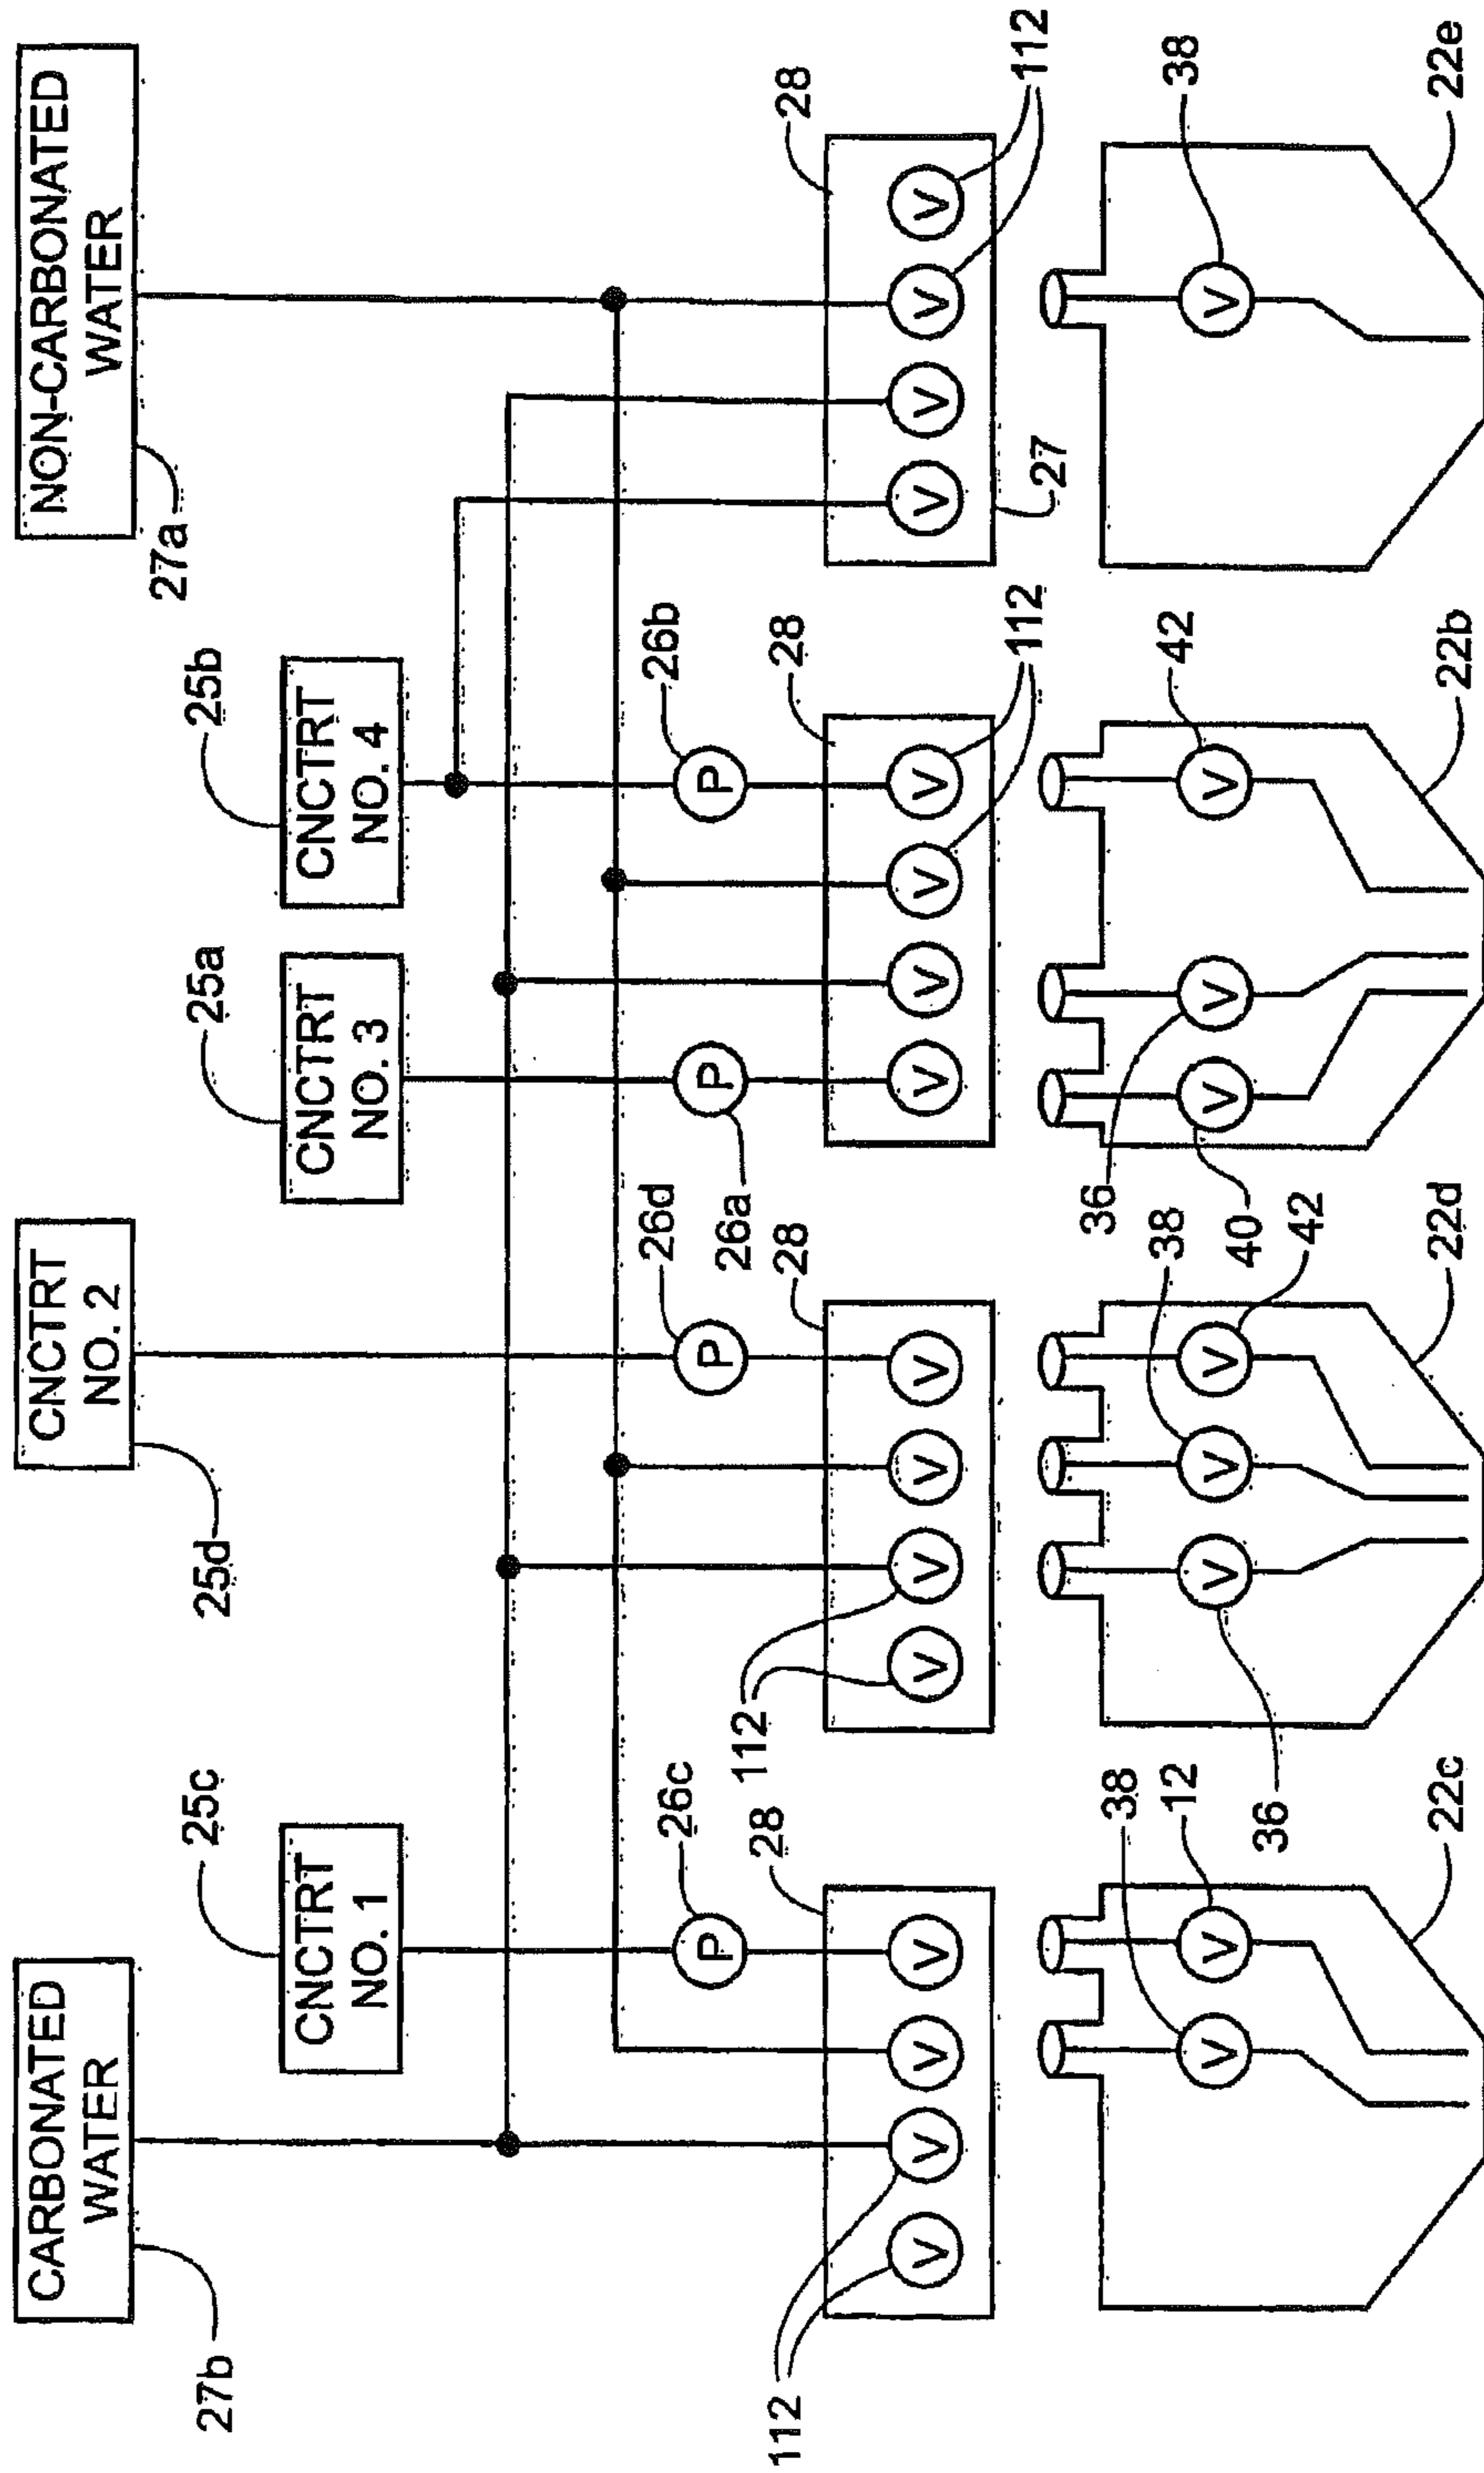 CARBONATED
WATER
27b
CNCTRT
NO. 1
25c
CNCTRT
NO. 2
25d
CNCTRT
NO. 3
25a
CNCTRT
NO. 4
25b
NON-CARBONATED
WATER
27a
P
26c
P
26d
P
26a
P
26b
28
V
V
V
V
112
28
V
V
V
V
112
28
V
V
V
V
112
28
V
V
V
V
112
27
38
V
12
V
22c
36
V
38
V
42
V
22d
40
V
36
V
42
V
22b
38
V
22e